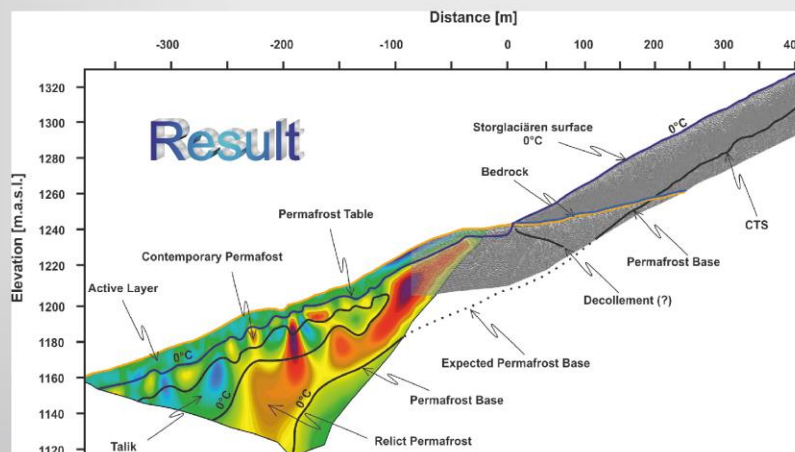 Distance [m]
-300 -200 -100 0 100 200 300 400
Elevation [m.a.s.l.]
1320
1300
1280
1260
1240
1220
1200
1180
1160
1140
1120
Result
Storglaciären surface
0°C
0°C
Bedrock
CTS
Permafrost Table
Contemporary Permafost
Permafrost Base
Active Layer
Decollement (?)
0°C
Expected Permafrost Base
0°C
0°C
Permafrost Base
Talik
Relict Permafrost